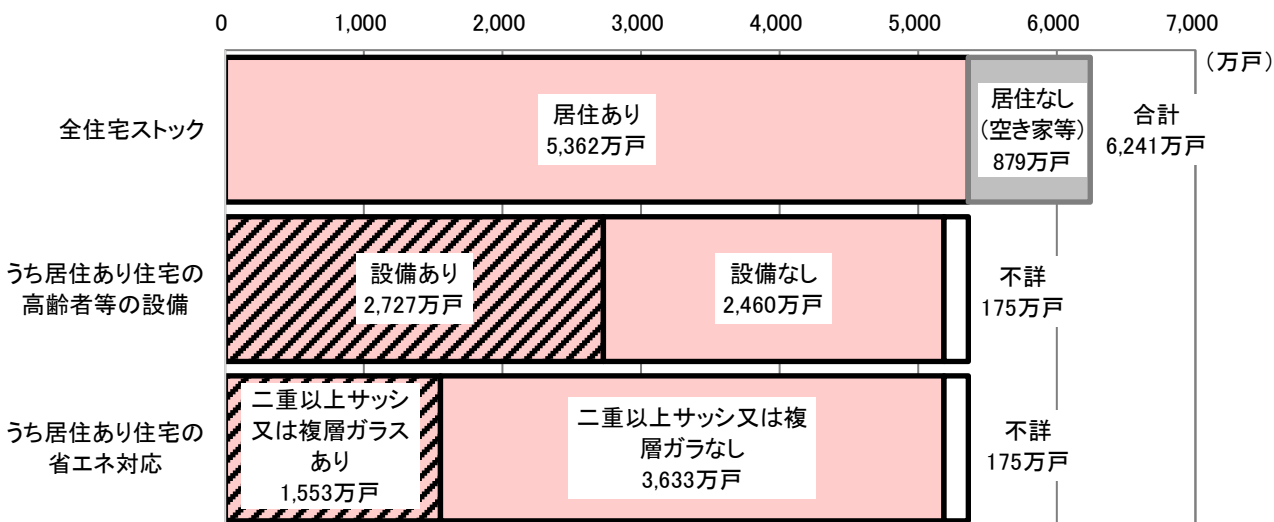 0 1,000 2,000 3,000 4,000 5,000 6,000 7,000
（万戸）
全住宅ストック
居住あり
5,362万戸
居住なし
（空き家等）
879万戸
合計
6,241万戸
うち居住あり住宅の
高齢者等の設備
設備あり
2,727万戸
設備なし
2,460万戸
不詳
175万戸
うち居住あり住宅の
省エネ対応
二重以上サッシ
又は複層ガラス
あり
1,553万戸
二重以上サッシ又は複
層ガラなし
3,633万戸
不詳
175万戸